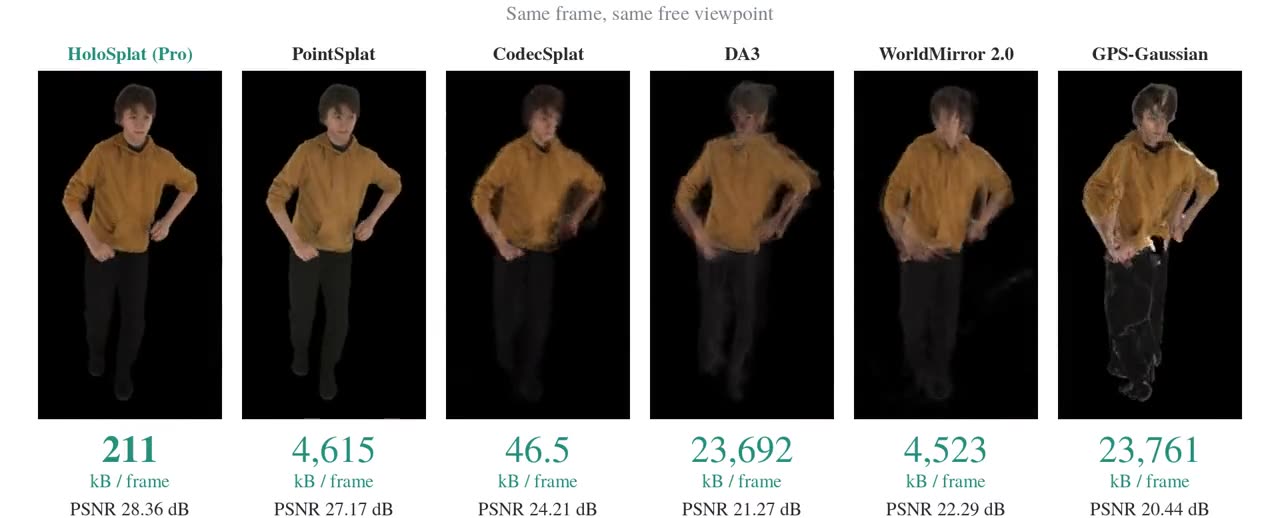 Same frame, same free viewpoint
HoloSplat (Pro) PointSplat CodecSplat DA3 WorldMirror 2.0 GPS-Gaussian
211 4,615 46.5 23,692 4,523 23,761
kB / frame kB / frame kB / frame kB / frame kB / frame kB / frame
PSNR 28.36 dB PSNR 27.17 dB PSNR 24.21 dB PSNR 21.27 dB PSNR 22.29 dB PSNR 20.44 dB